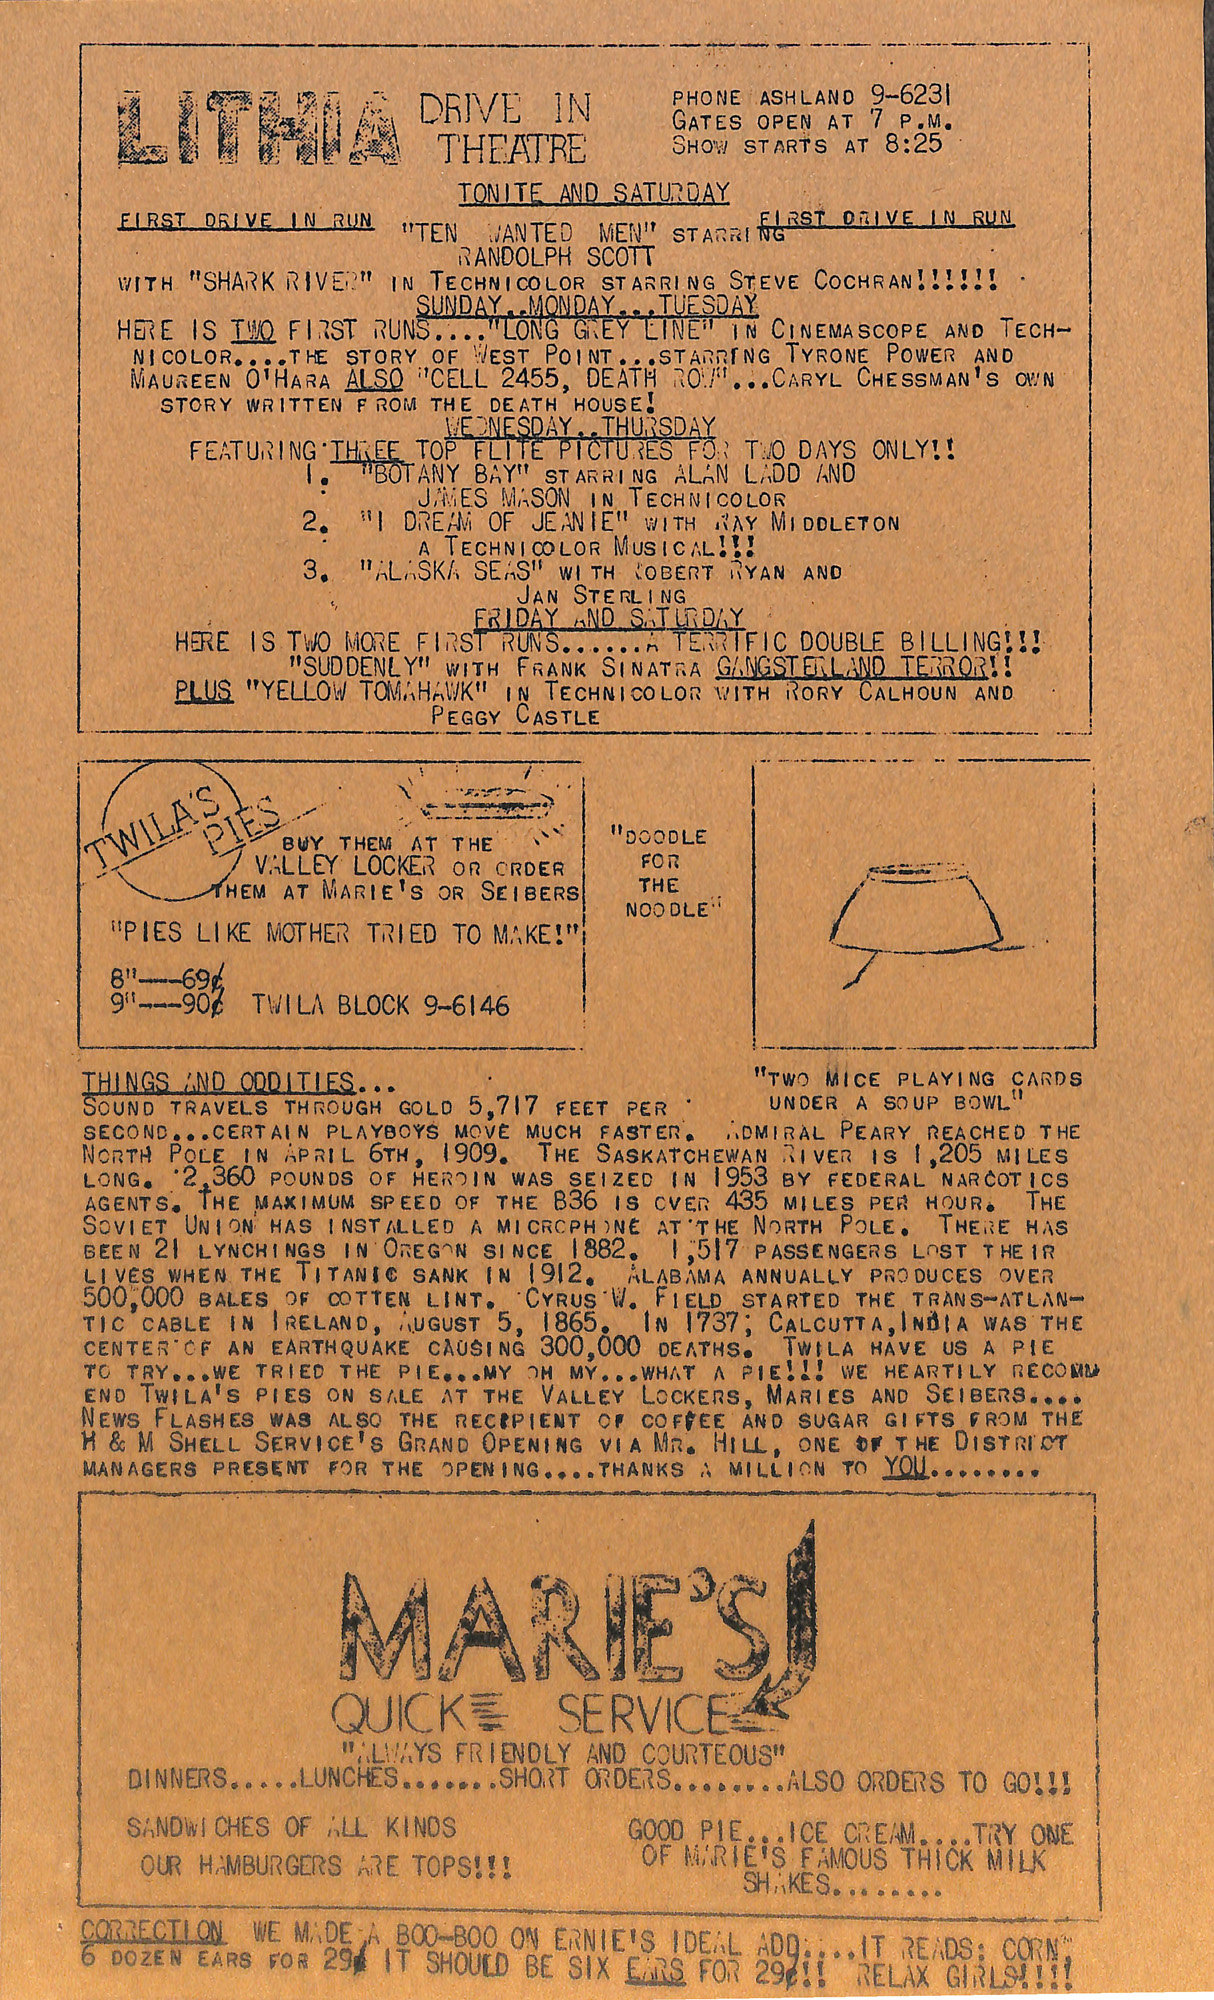 LITHIA DRIVE IN THEATRE
PHONE ASHLAND 9-6231
GATES OPEN AT 7 P.M.
SHOW STARTS AT 8:25
TONITE AND SATURDAY
FIRST DRIVE IN RUN "TEN WANTED MEN" STARRING FIRST DRIVE IN RUN
RANDOLPH SCOTT
WITH "SHARK RIVER" IN TECHNICOLOR STARRING STEVE COCHRAN!!!!!!
SUNDAY..MONDAY...TUESDAY
HERE IS TWO FIRST RUNS...."LONG GREY LINE" IN CINEMASCOPE AND TECH-
NICOLOR....THE STORY OF WEST POINT...STARRING TYRONE POWER AND
MAUREEN O'HARA ALSO "CELL 2455, DEATH ROW"...CARYL CHESSMAN'S OWN
STORY WRITTEN FROM THE DEATH HOUSE!
WEDNESDAY..THURSDAY
FEATURING THREE TOP FLITE PICTURES FOR TWO DAYS ONLY!!
1. "BOTANY BAY" STARRING ALAN LADD AND
JAMES MASON IN TECHNICOLOR
2. "I DREAM OF JEANIE" WITH RAY MIDDLETON
A TECHNICOLOR MUSICAL!!!
3. "ALASKA SEAS" WITH ROBERT RYAN AND
JAN STERLING
FRIDAY AND SATURDAY
HERE IS TWO MORE FIRST RUNS.......A TERRIFIC DOUBLE BILLING!!!
"SUDDENLY" WITH FRANK SINATRA GANGSTERLAND TERROR!!
PLUS "YELLOW TOMAHAWK" IN TECHNICOLOR WITH RORY CALHOUN AND
PEGGY CASTLE
TWILA'S PIES
BUY THEM AT THE
VALLEY LOCKER OR ORDER
THEM AT MARIE'S OR SEIBERS
"PIES LIKE MOTHER TRIED TO MAKE!"
8"---69¢
9"---90¢ TWILA BLOCK 9-6146
"DOODLE
FOR
THE
NOODLE"
"TWO MICE PLAYING CARDS
UNDER A SOUP BOWL"
THINGS AND ODDITIES...
SOUND TRAVELS THROUGH GOLD 5,717 FEET PER
SECOND...CERTAIN PLAYBOYS MOVE MUCH FASTER. ADMIRAL PEARY REACHED THE
NORTH POLE IN APRIL 6TH, 1909. THE SASKATCHEWAN RIVER IS 1,205 MILES
LONG. 2,360 POUNDS OF HEROIN WAS SEIZED IN 1953 BY FEDERAL NARCOTICS
AGENTS. THE MAXIMUM SPEED OF THE B36 IS OVER 435 MILES PER HOUR. THE
SOVIET UNION HAS INSTALLED A MICROPHONE AT THE NORTH POLE. THERE HAS
BEEN 21 LYNCHINGS IN OREGON SINCE 1882. 1,517 PASSENGERS LOST THEIR
LIVES WHEN THE TITANIC SANK IN 1912. ALABAMA ANNUALLY PRODUCES OVER
500,000 BALES OF COTTEN LINT. CYRUS W. FIELD STARTED THE TRANS-ATLAN-
TIC CABLE IN IRELAND, AUGUST 5, 1865. IN 1737; CALCUTTA, INDIA WAS THE
CENTER OF AN EARTHQUAKE CAUSING 300,000 DEATHS. TWILA HAVE US A PIE
TO TRY...WE TRIED THE PIE...MY OH MY...WHAT A PIE!!! WE HEARTILY RECOMM
END TWILA'S PIES ON SALE AT THE VALLEY LOCKERS, MARIES AND SEIBERS....
NEWS FLASHES WAS ALSO THE RECIPIENT OF COFFEE AND SUGAR GIFTS FROM THE
H & M SHELL SERVICE'S GRAND OPENING VIA MR. HILL, ONE OF THE DISTRICT
MANAGERS PRESENT FOR THE OPENING....THANKS A MILLION TO YOU.........
MARIE'S
QUICK SERVICE
"ALWAYS FRIENDLY AND COURTEOUS"
DINNERS.....LUNCHES.......SHORT ORDERS........ALSO ORDERS TO GO!!!
SANDWICHES OF ALL KINDS
OUR HAMBURGERS ARE TOPS!!!
GOOD PIE...ICE CREAM....TRY ONE
OF MARIE'S FAMOUS THICK MILK
SHAKES........
CORRECTION WE MADE A BOO-BOO ON ERNIE'S IDEAL ADD....IT READS: CORN,
6 DOZEN EARS FOR 29¢ IT SHOULD BE SIX EARS FOR 29¢!! RELAX GIRLS!!!!